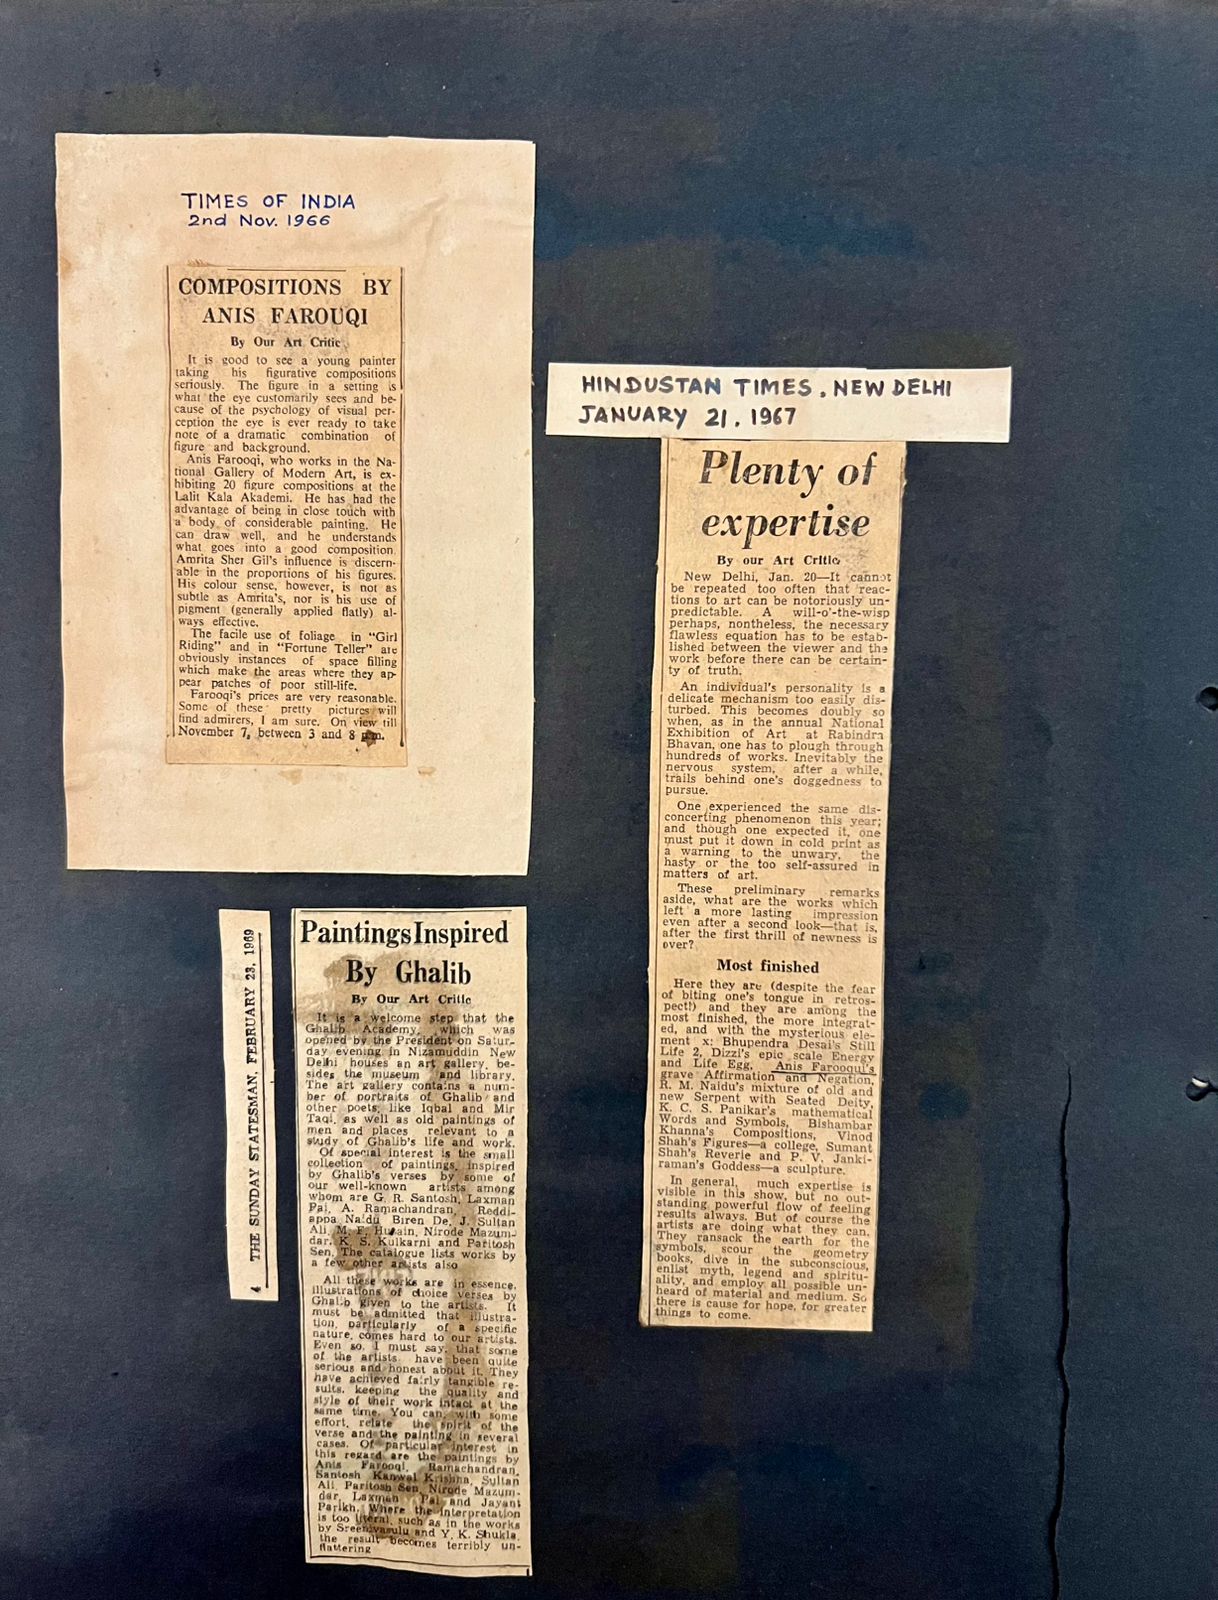 TIMES OF INDIA
2nd Nov. 1966
COMPOSITIONS BY
ANIS FAROUQI
By Our Art Critic
It is good to see a young painter
taking his figurative compositions
seriously. The figure in a setting is
what the eye customarily sees and be-
cause of the psychology of visual per-
ception the eye is ever ready to take
note of a dramatic combination of
figure and background.
Anis Farooqi, who works in the Na-
tional Gallery of Modern Art, is ex-
hibiting 20 figure compositions at the
Lalit Kala Akademi. He has had the
advantage of being in close touch with
a body of considerable painting. He
can draw well, and he understands
what goes into a good composition.
Amrita Sher Gil's influence is discern-
able in the proportions of his figures.
His colour sense, however, is not as
subtle as Amrita's, nor is his use of
pigment (generally applied flatly) al-
ways effective.
The facile use of foliage in "Girl
Riding" and in "Fortune Teller" are
obviously instances of space filling
which make the areas where they ap-
pear patches of poor still-life.
Farooqi's prices are very reasonable.
Some of these pretty pictures will
find admirers, I am sure. On view till
November 7, between 3 and 8 p.m.
HINDUSTAN TIMES, NEW DELHI
JANUARY 21, 1967
Plenty of
expertise
By our Art Critic
New Delhi, Jan. 20—It cannot
be repeated too often that reac-
tions to art can be notoriously un-
predictable. A will-o'-the-wisp
perhaps, nontheless, the necessary
flawless equation has to be estab-
lished between the viewer and the
work before there can be certain-
ty of truth.
An individual's personality is a
delicate mechanism too easily dis-
turbed. This becomes doubly so
when, as in the annual National
Exhibition of Art at Rabindra
Bhavan, one has to plough through
hundreds of works. Inevitably the
nervous system, after a while,
trails behind one's doggedness to
pursue.
One experienced the same dis-
concerting phenomenon this year;
and though one expected it, one
must put it down in cold print as
a warning to the unwary, the
hasty or the too self-assured in
matters of art.
These preliminary remarks
aside, what are the works which
left a more lasting impression
even after a second look—that is,
after the first thrill of newness is
over?
Most finished
Here they are (despite the fear
of biting one's tongue in retros-
pect!) and they are among the
most finished, the more integrat-
ed, and with the mysterious ele-
ment x: Bhupendra Desai's Still
Life 2, Dizzi's epic scale Energy
and Life Egg, Anis Farooqui's
grave Affirmation and Negation,
R. M. Naidu's mixture of old and
new Serpent with Seated Deity,
K. C. S. Panikar's mathematical
Words and Symbols, Bishambar
Khanna's Compositions, Vinod
Shah's Figures—a college, Sumant
Shah's Reverie and P. V. Janki-
raman's Goddess—a sculpture.
In general, much expertise is
visible in this show, but no out-
standing powerful flow of feeling
results always. But of course the
artists are doing what they can.
They ransack the earth for the
symbols, scour the geometry
books, dive in the subconscious,
enlist myth, legend and spiritu-
ality, and employ all possible un-
heard of material and medium. So
there is cause for hope, for greater
things to come.
4 THE SUNDAY STATESMAN, FEBRUARY 23, 1969
Paintings Inspired
By Ghalib
By Our Art Critic
It is a welcome step that the
Ghalib Academy, which was
opened by the President on Satur-
day evening in Nizamuddin New
Delhi houses an art gallery, be-
sides the museum and library.
The art gallery contains a num-
ber of portraits of Ghalib and
other poets, like Iqbal and Mir
Taqi, as well as old paintings of
men and places relevant to a
study of Ghalib's life and work.
Of special interest is the small
collection of paintings, inspired
by Ghalib's verses by some of
our well-known artists among
whom are G. R. Santosh, Laxman
Pai, A. Ramachandran, Reddi-
appa Naidu Biren De, J. Sultan
Ali, M. F. Husain, Nirode Mazum-
dar, K. S. Kulkarni and Paritosh
Sen. The catalogue lists works by
a few other artists also
All these works are in essence,
illustrations of choice verses by
Ghalib given to the artists. It
must be admitted that illustra-
tion, particularly of a specific
nature, comes hard to our artists.
Even so, I must say, that some
of the artists have been quite
serious and honest about it. They
have achieved fairly tangible re-
sults, keeping the quality and
style of their work intact at the
same time. You can, with some
effort, relate the spirit of the
verse and the painting in several
cases. Of particular interest in
this regard are the paintings by
Anis Farooqi, Ramachandran,
Santosh Kanwal Krishna, Sultan
Ali, Paritosh Sen, Nirode Mazum-
dar, Laxman Pai and Jayant
Parikh. Where the interpretation
is too literal, such as in the works
by Sreenivasulu and Y. K. Shukla,
the result becomes terribly un-
flattering